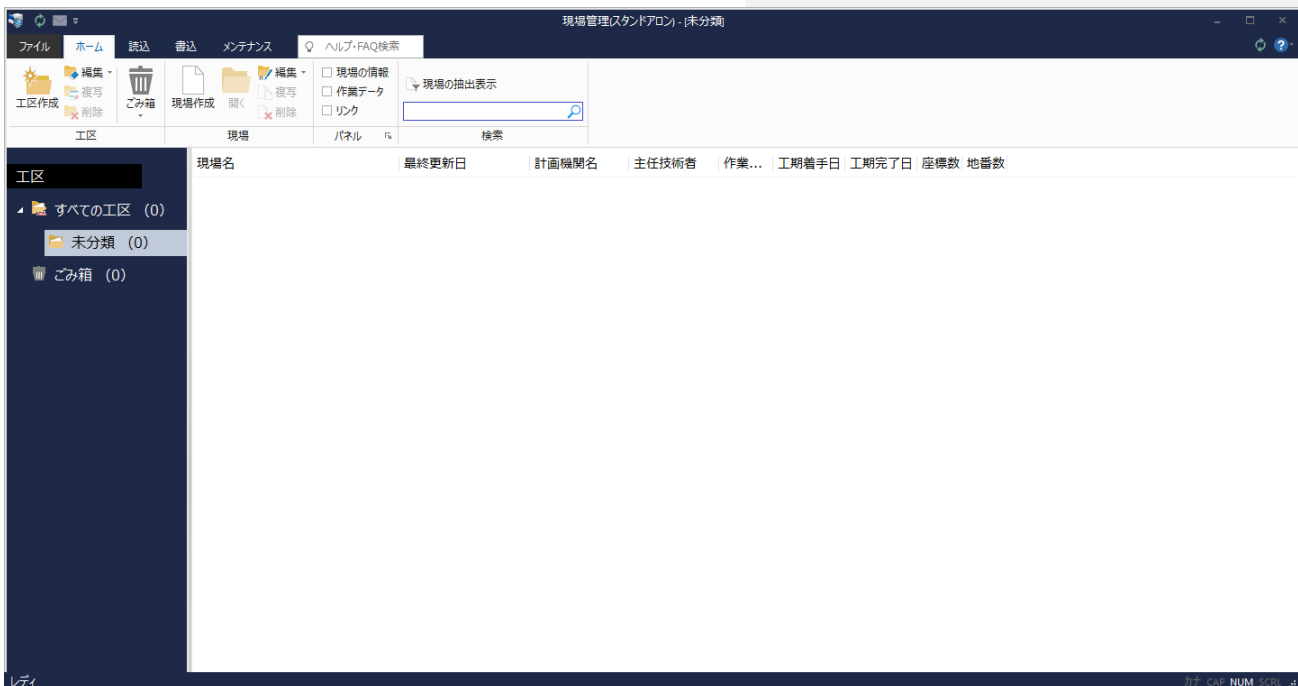 現場管理(スタンドアロン) - [未分類]
ファイル ホーム 読込 書込 メンテナンス ヘルプ・FAQ検索
工区作成 編集 複写 削除 ごみ箱
工区
現場作成 開く 編集 複写 削除
現場
現場の情報
作業データ
リンク
パネル
現場の抽出表示
検索
工区
すべての工区 (0)
未分類 (0)
ごみ箱 (0)
現場名 最終更新日 計画機関名 主任技術者 作業... 工期着手日 工期完了日 座標数 地番数
レディ
カナ CAP NUM SCRL